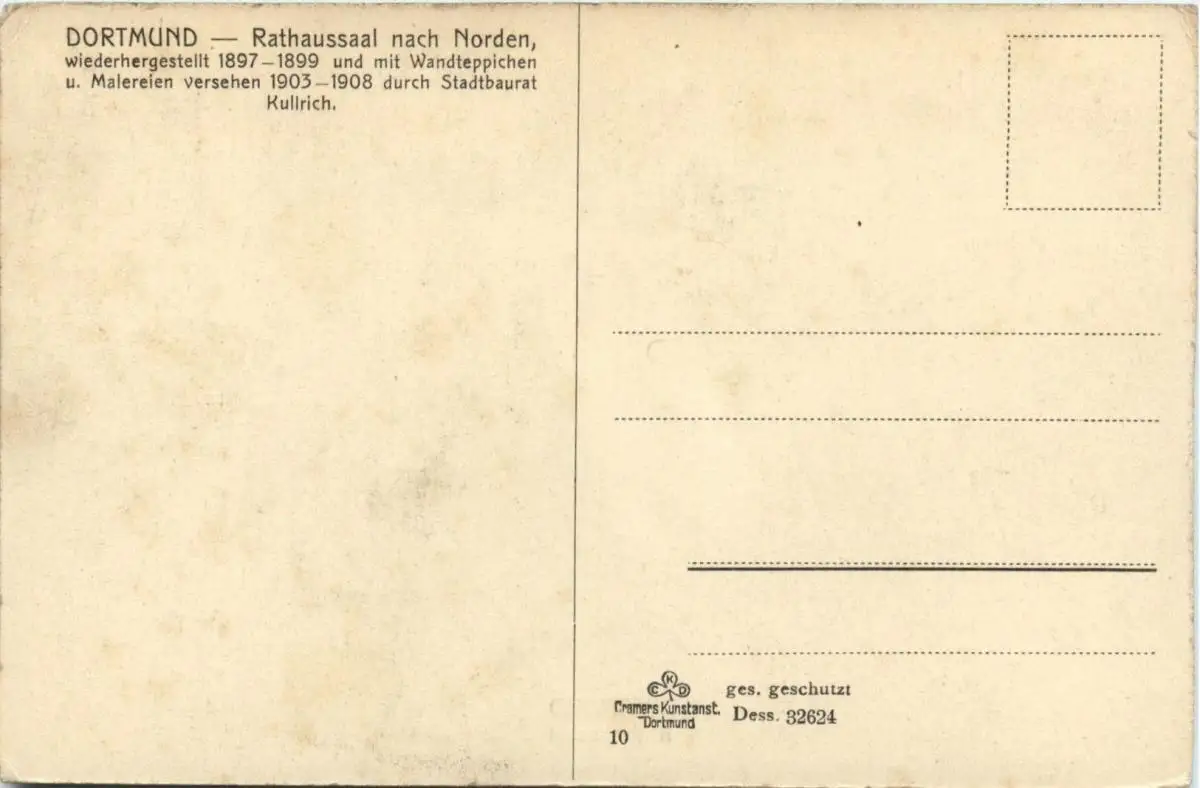 DORTMUND — Rathaussaal nach Norden,
wiederhergestellt 1897–1899 und mit Wandteppichen
u. Malereien versehen 1903–1908 durch Stadtbaurat
Kullrich.
C K D
Cramers Kunstanst.
Dortmund
ges. geschutzt
Dess. 32624
10